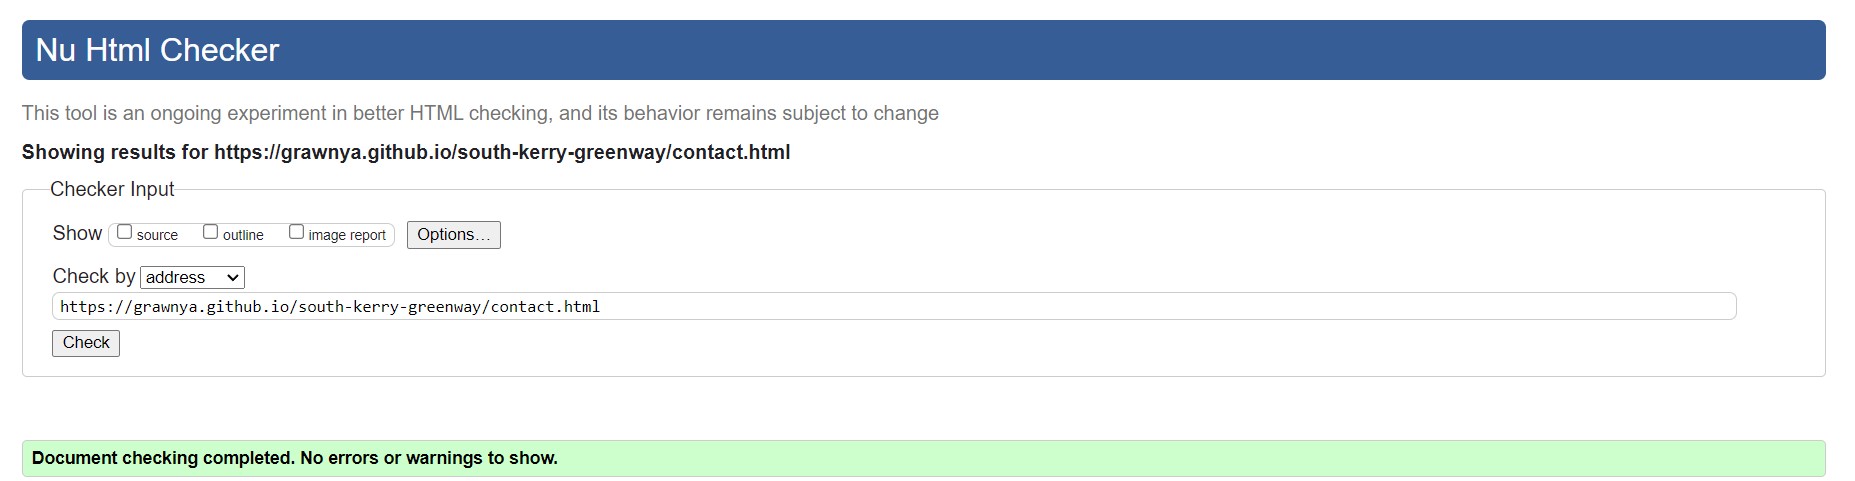 Nu Html Checker
This tool is an ongoing experiment in better HTML checking, and its behavior remains subject to change
Showing results for https://grawnya.github.io/south-kerry-greenway/contact.html
Checker Input
Show source outline image report Options...
Check by address
https://grawnya.github.io/south-kerry-greenway/contact.html
Check
Document checking completed. No errors or warnings to show.